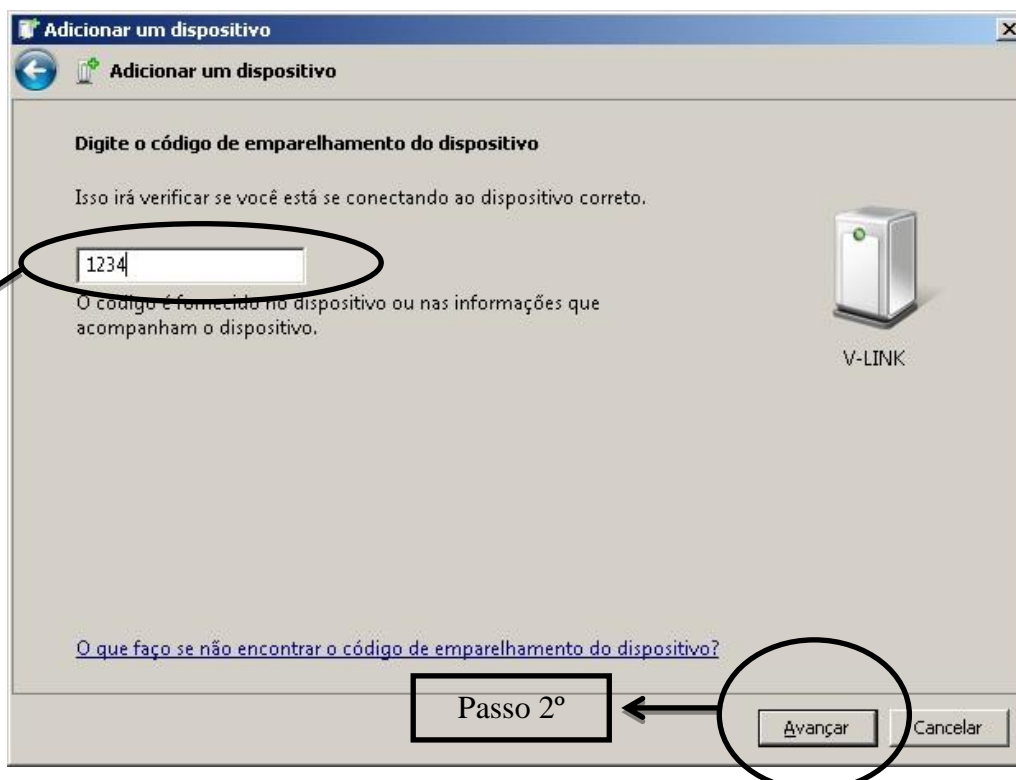 Adicionar um dispositivo
Adicionar um dispositivo
Digite o código de emparelhamento do dispositivo
Isso irá verificar se você está se conectando ao dispositivo correto.
1234
O código é fornecido no dispositivo ou nas informações que
acompanham o dispositivo.
V-LINK
O que faço se não encontrar o código de emparelhamento do dispositivo?
Passo 2º
Avançar
Cancelar